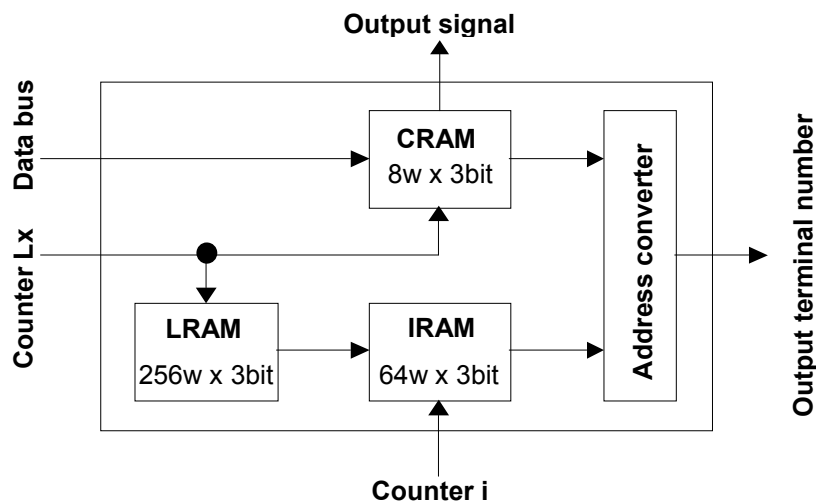 Output signal
Data bus
CRAM
8w x 3bit
Counter Lx
LRAM
256w x 3bit
IRAM
64w x 3bit
Address converter
Output terminal number
Counter i